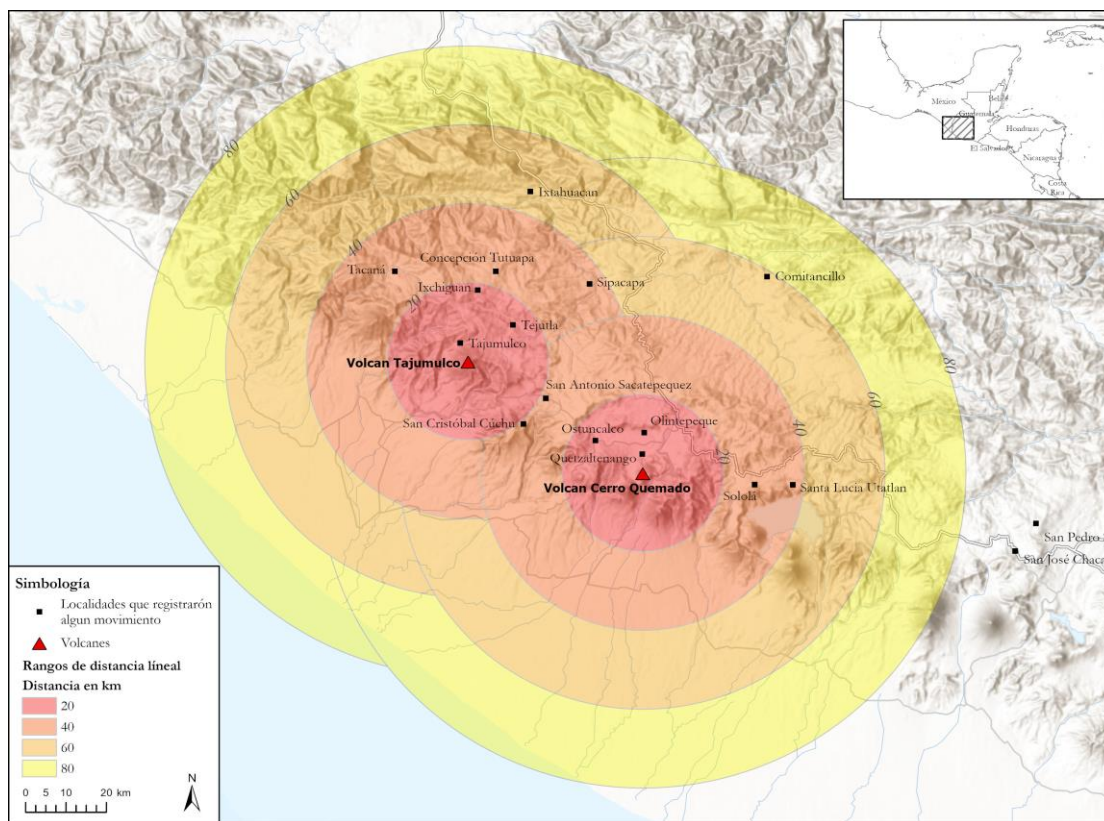 Cuba
México
Belice
Guatemala
Honduras
El Salvador
Nicaragua
Costa
Rica
80
60
40
20
Ixtahuacan
Tacaná
Concepción Tutuapa
Ixchiguan
Sipacapa
Comitancillo
Tejutla
Tajumulco
Volcan Tajumulco
San Antonio Sacatepequez
San Cristóbal Cúchu
Ostuncalco
Olintepeque
Quetzaltenango
Volcan Cerro Quemado
20
40
60
80
Sololá
Santa Lucia Utatlan
San Pedro
San José Chaca
Simbología
Localidades que registrarón
algun movimiento
Volcanes
Rangos de distancia líneal
Distancia en km
20
40
60
80
0 5 10 20 km
N